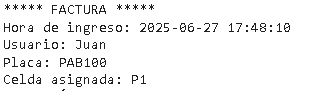 ***** FACTURA *****
Hora de ingreso: 2025-06-27 17:48:10
Usuario: Juan
Placa: PAB100
Celda asignada: P1